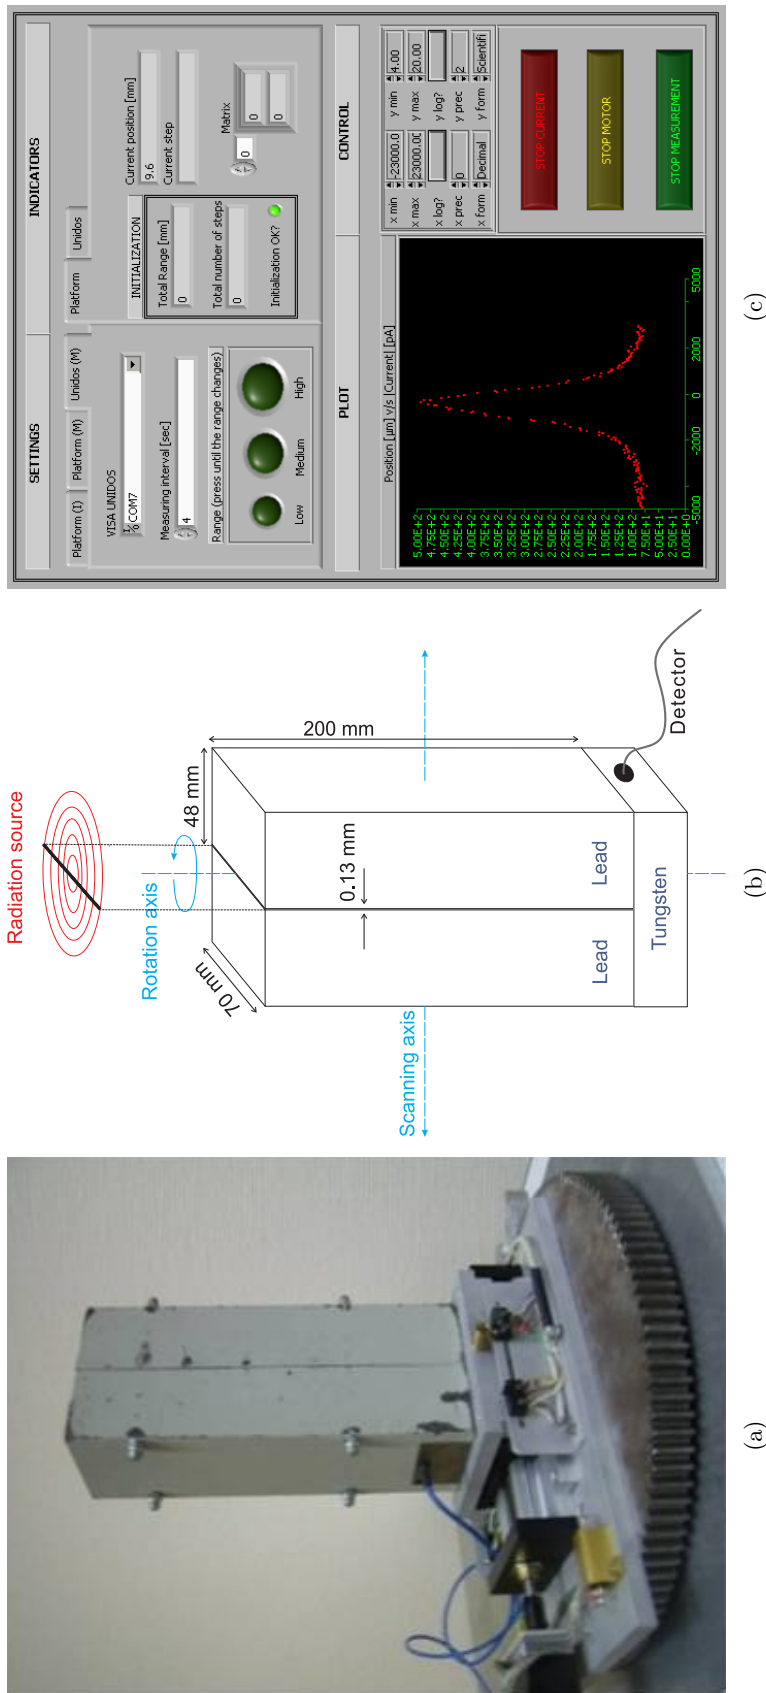 (a)
Radiation source
Rotation axis
Scanning axis
70 mm
48 mm
200 mm
0.13 mm
Lead
Lead
Tungsten
Detector
(b)
SETTINGS
INDICATORS
Platform (I)
Platform (M)
Unidos (M)
Platform
Unidos
VISA UNIDOS
COM7
Measuring interval [sec]
4
Range (press until the range changes)
Low
Medium
High
INITIALIZATION
Total Range [mm]
0
Total number of steps
0
Initialization OK?
Current position [mm]
9.6
Current step
Matrix
0
0
0
PLOT
CONTROL
Position [µm] v/s |Current| [pA]
5.00E+2
4.75E+2
4.50E+2
4.25E+2
4.00E+2
3.75E+2
3.50E+2
3.25E+2
3.00E+2
2.75E+2
2.50E+2
2.25E+2
2.00E+2
1.75E+2
1.50E+2
1.25E+2
1.00E+2
7.50E+1
5.00E+1
2.50E+1
0.00E+0
-5000
-2000
0
2000
5000
x min
-23000.0
y min
4.00
x max
23000.00
y max
20.00
x log?
y log?
x prec
0
y prec
2
x form
Decimal
y form
Scientifi
STOP CURRENT
STOP MOTOR
STOP MEASUREMENT
(c)